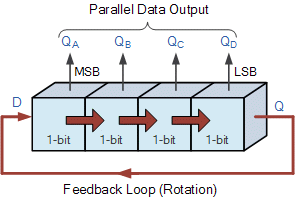 Parallel Data Output
QA QB QC QD
MSB LSB
D Q
1-bit 1-bit 1-bit 1-bit
Feedback Loop (Rotation)